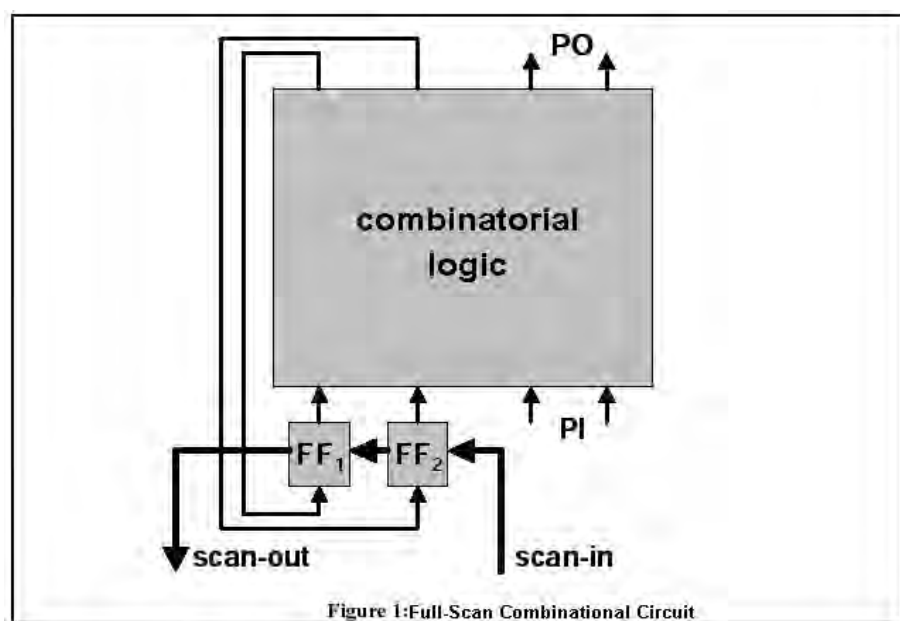 PO
combinatorial
logic
PI
FF1 FF2
scan-out scan-in
Figure 1:Full-Scan Combinational Circuit